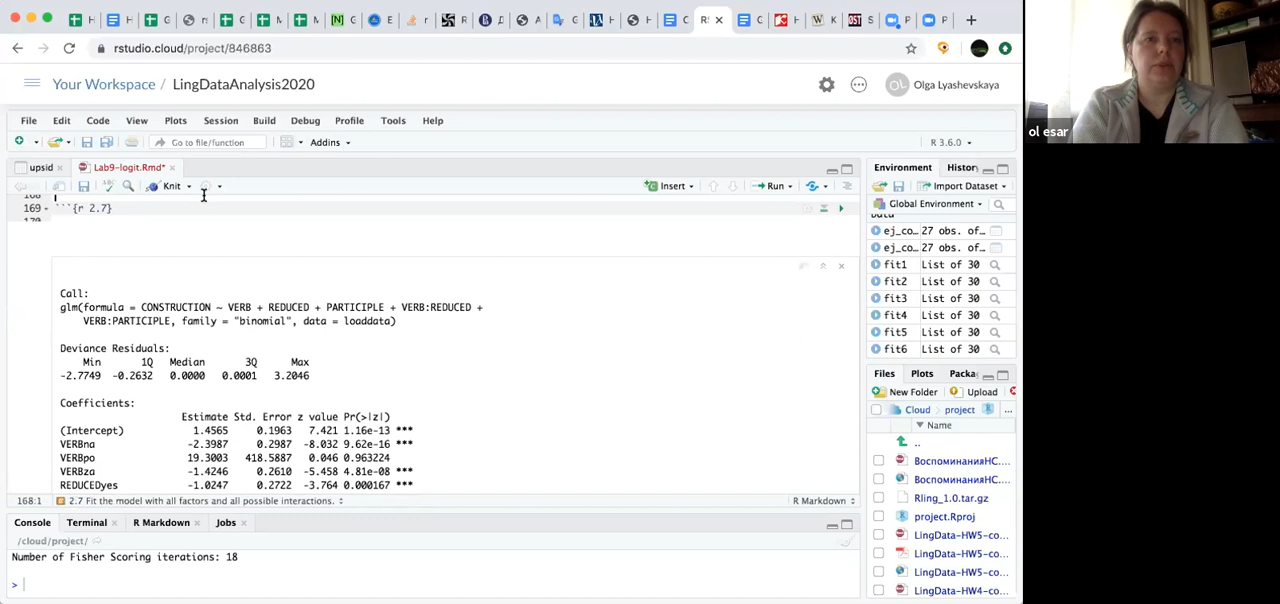 rstudio.cloud/project/846863
Your Workspace / LingDataAnalysis2020
OL Olga Lyashevskaya
ol esar
File Edit Code View Plots Session Build Debug Profile Tools Help
Go to file/function Addins
R 3.6.0
upsid Lab9-logit.Rmd*
Knit Insert Run
168
169 ```{r 2.7}
170
Call:
glm(formula = CONSTRUCTION ~ VERB + REDUCED + PARTICIPLE + VERB:REDUCED +
VERB:PARTICIPLE, family = "binomial", data = loaddata)
Deviance Residuals:
Min 1Q Median 3Q Max
-2.7749 -0.2632 0.0000 0.0001 3.2046
Coefficients:
Estimate Std. Error z value Pr(>|z|)
(Intercept) 1.4565 0.1963 7.421 1.16e-13 ***
VERBna -2.3987 0.2987 -8.032 9.62e-16 ***
VERBpo 19.3003 418.5887 0.046 0.963224
VERBza -1.4246 0.2610 -5.458 4.81e-08 ***
REDUCEDyes -1.0247 0.2722 -3.764 0.000167 ***
168:1 2.7 Fit the model with all factors and all possible interactions. R Markdown
Console Terminal R Markdown Jobs
/cloud/project/
Number of Fisher Scoring iterations: 18
>
Environment History
Import Dataset
Global Environment
Data
ej_co… 27 obs. of…
ej_co… 27 obs. of…
fit1 List of 30
fit2 List of 30
fit3 List of 30
fit4 List of 30
fit5 List of 30
fit6 List of 30
Files Plots Packa
New Folder Upload
Cloud project ...
Name
..
ВоспоминанияНС....
ВоспоминанияНС....
Rling_1.0.tar.gz
project.Rproj
LingData-HW5-co...
LingData-HW5-co...
LingData-HW5-co...
LingData-HW4-co...